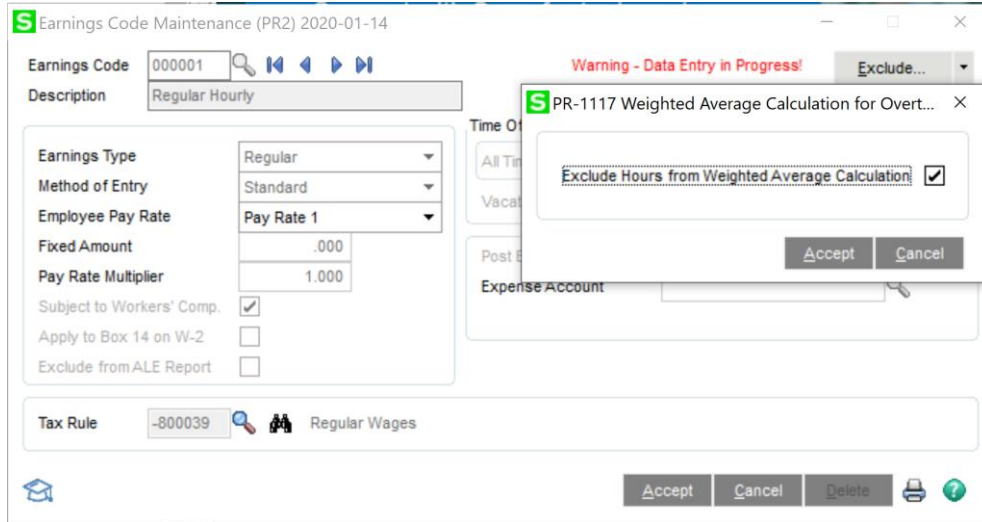 S Earnings Code Maintenance (PR2) 2020-01-14
Earnings Code 000001 Warning - Data Entry in Progress! Exclude...
Description Regular Hourly
S PR-1117 Weighted Average Calculation for Overt...
Exclude Hours from Weighted Average Calculation
Accept Cancel
Time Of
All Tim
Vacat
Post E
Expense Account
Earnings Type Regular
Method of Entry Standard
Employee Pay Rate Pay Rate 1
Fixed Amount .000
Pay Rate Multiplier 1.000
Subject to Workers' Comp.
Apply to Box 14 on W-2
Exclude from ALE Report
Tax Rule -800039 Regular Wages
Accept Cancel Delete ?